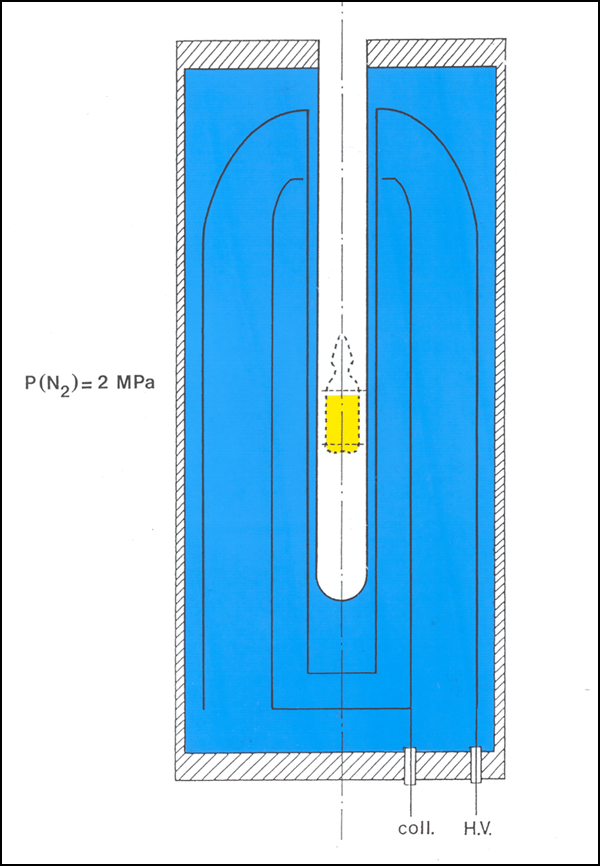 P(N₂)= 2 MPa
coll. H.V.